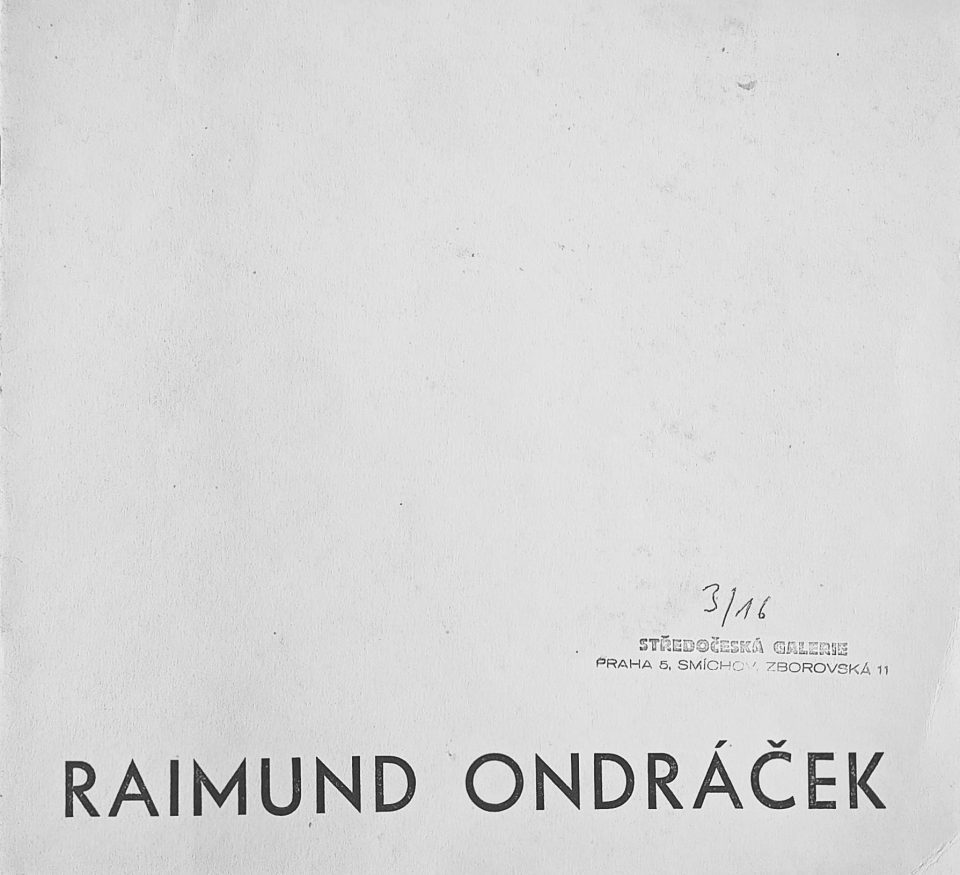 3/16
STŘEDOČESKÁ GALERIE
PRAHA 5, SMÍCHOV, ZBOROVSKÁ 11
RAIMUND ONDRÁČEK